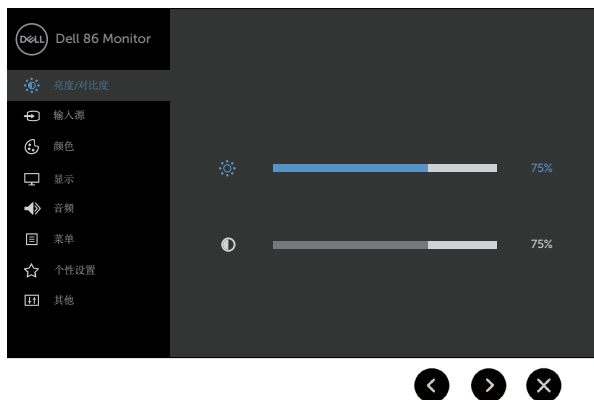 DELL
Dell 86 Monitor
亮度/对比度
输入源
颜色
显示
音频
菜单
个性设置
其他
75%
75%